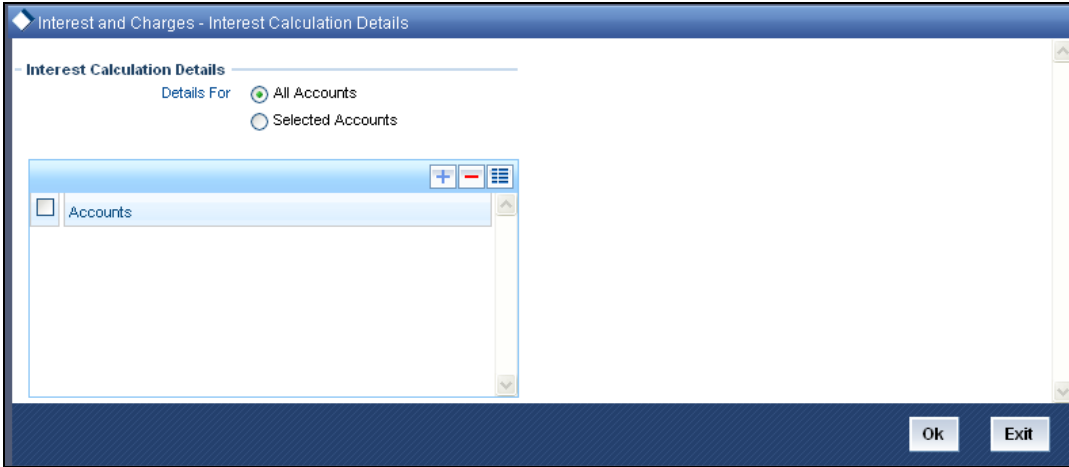 Interest and Charges - Interest Calculation Details
Interest Calculation Details
Details For All Accounts
Selected Accounts
Accounts
Ok Exit